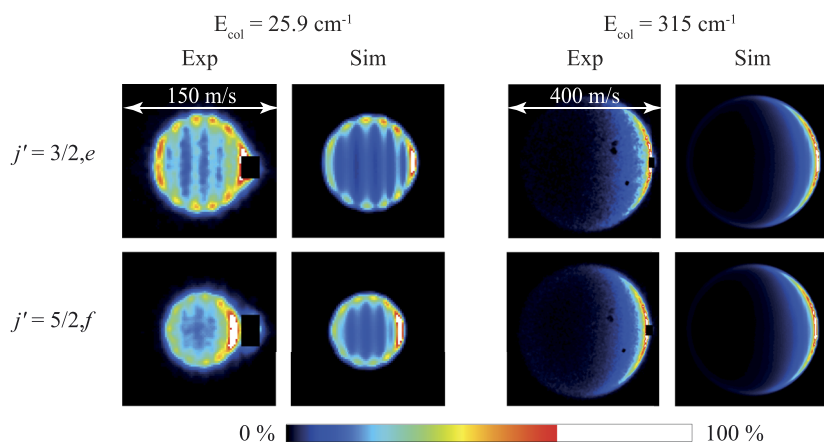 E_col = 25.9 cm⁻¹ E_col = 315 cm⁻¹
Exp Sim Exp Sim
150 m/s 400 m/s
j' = 3/2,e
j' = 5/2,f
0 % 100 %